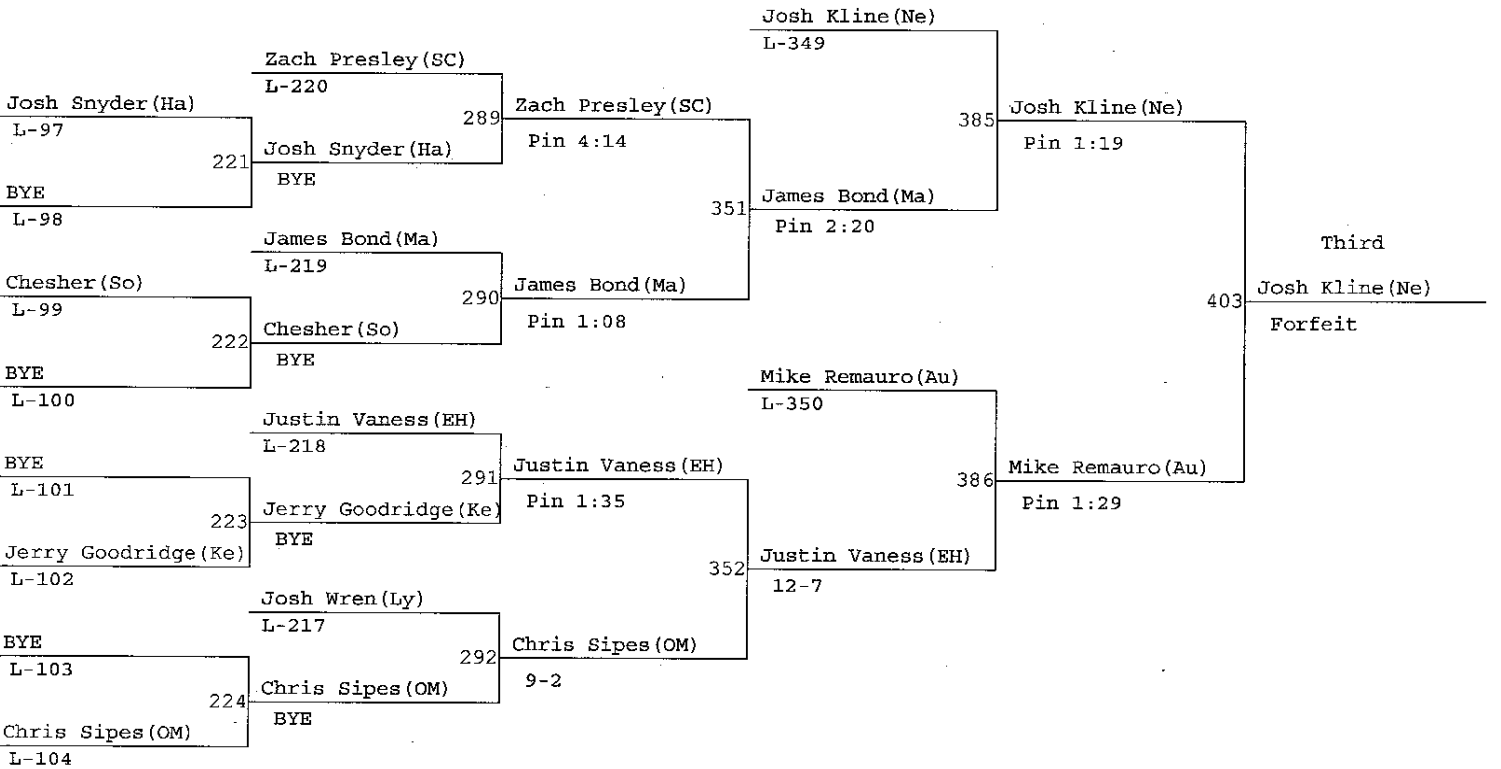 Josh Snyder(Ha)
L-97
BYE
L-98
221
Chesher(So)
L-99
BYE
L-100
222
BYE
L-101
Jerry Goodridge(Ke)
L-102
223
BYE
L-103
Chris Sipes(OM)
L-104
224
Zach Presley(SC)
L-220
Josh Snyder(Ha)
BYE
289
James Bond(Ma)
L-219
Chesher(So)
BYE
290
Justin Vaness(EH)
L-218
Jerry Goodridge(Ke)
BYE
291
Josh Wren(Ly)
L-217
Chris Sipes(OM)
BYE
292
Zach Presley(SC)
Pin 4:14
James Bond(Ma)
Pin 1:08
351
Justin Vaness(EH)
Pin 1:35
Chris Sipes(OM)
9-2
352
Josh Kline(Ne)
L-349
James Bond(Ma)
Pin 2:20
385
Mike Remauro(Au)
L-350
Justin Vaness(EH)
12-7
386
Josh Kline(Ne)
Pin 1:19
Mike Remauro(Au)
Pin 1:29
403
Third
Josh Kline(Ne)
Forfeit